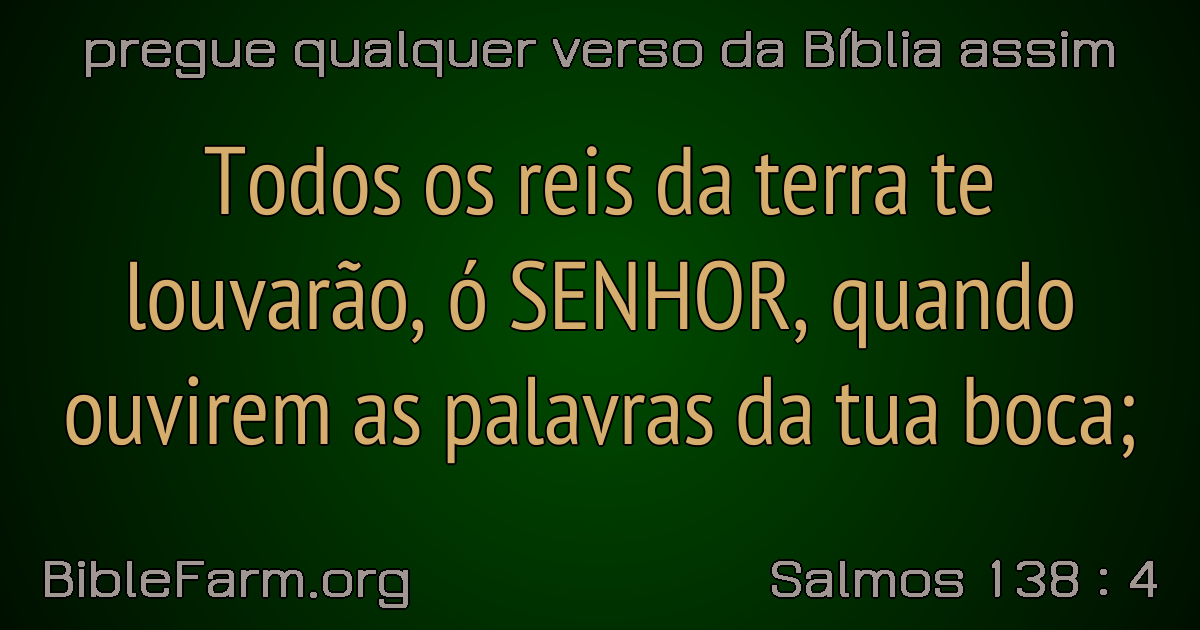 pregue qualquer verso da Bíblia assim
Todos os reis da terra te
louvarão, ó SENHOR, quando
ouvirem as palavras da tua boca;
BibleFarm.org
Salmos 138 : 4